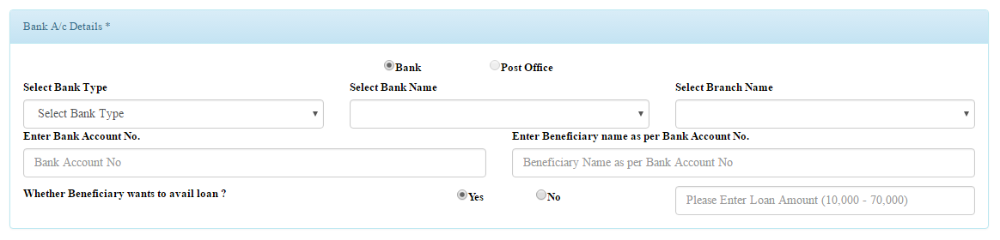 Bank A/c Details *
Bank Post Office
Select Bank Type Select Bank Name Select Branch Name
Select Bank Type
Enter Bank Account No. Enter Beneficiary name as per Bank Account No.
Bank Account No Beneficiary Name as per Bank Account No
Whether Beneficiary wants to avail loan ? Yes No Please Enter Loan Amount (10,000 - 70,000)